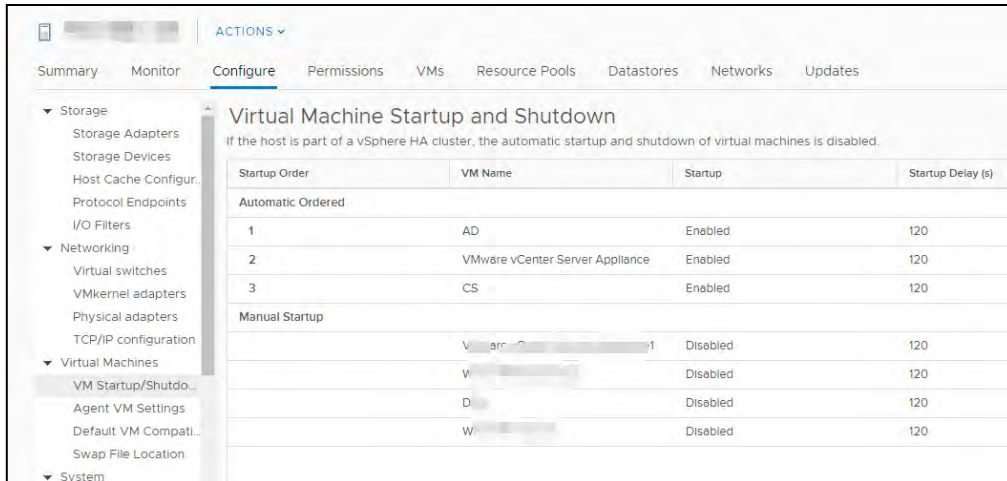 ACTIONS
Summary Monitor Configure Permissions VMs Resource Pools Datastores Networks Updates
Storage
Storage Adapters
Storage Devices
Host Cache Configur...
Protocol Endpoints
I/O Filters
Networking
Virtual switches
VMkernel adapters
Physical adapters
TCP/IP configuration
Virtual Machines
VM Startup/Shutdo...
Agent VM Settings
Default VM Compati...
Swap File Location
System
Virtual Machine Startup and Shutdown
If the host is part of a vSphere HA cluster, the automatic startup and shutdown of virtual machines is disabled.
Startup Order VM Name Startup Startup Delay (s)
Automatic Ordered
1 AD Enabled 120
2 VMware vCenter Server Appliance Enabled 120
3 CS Enabled 120
Manual Startup
Disabled 120
Disabled 120
Disabled 120
Disabled 120